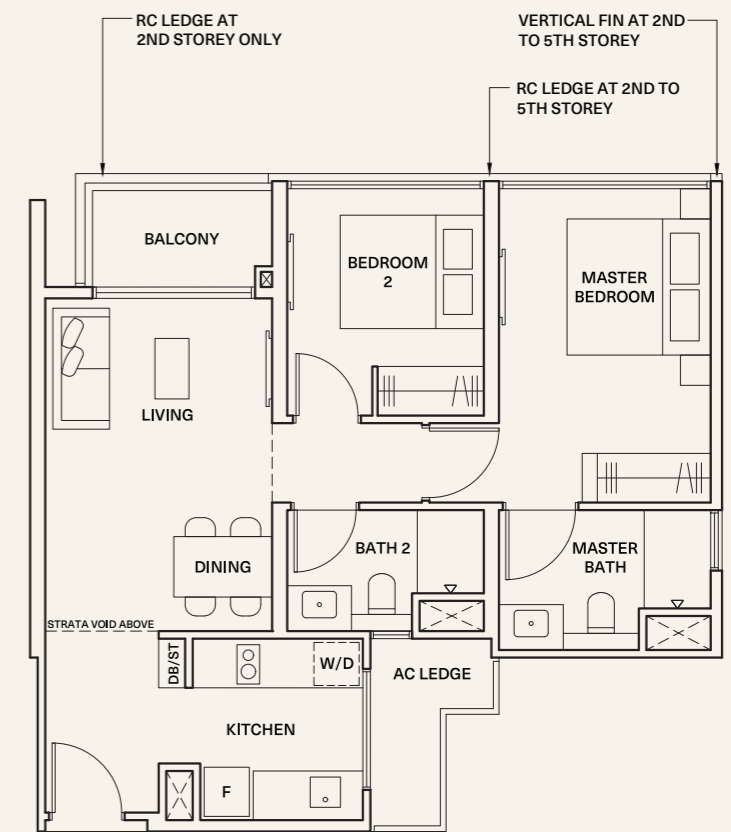 RC LEDGE AT
2ND STOREY ONLY
VERTICAL FIN AT 2ND
TO 5TH STOREY
RC LEDGE AT 2ND TO
5TH STOREY
BALCONY
BEDROOM
2
MASTER
BEDROOM
LIVING
DINING
BATH 2
MASTER
BATH
STRATA VOID ABOVE
DB/ST
W/D
AC LEDGE
KITCHEN
F